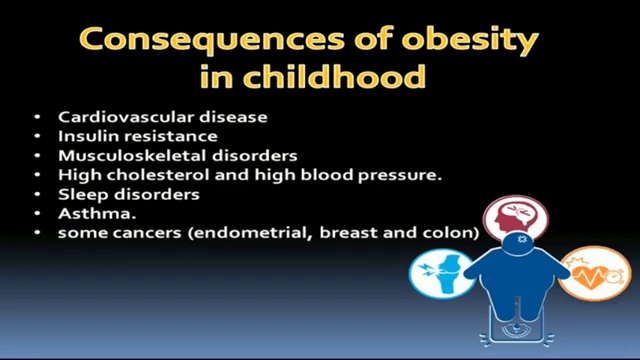 Consequences of obesity
in childhood
• Cardiovascular disease
• Insulin resistance
• Musculoskeletal disorders
• High cholesterol and high blood pressure.
• Sleep disorders
• Asthma.
• some cancers (endometrial, breast and colon)